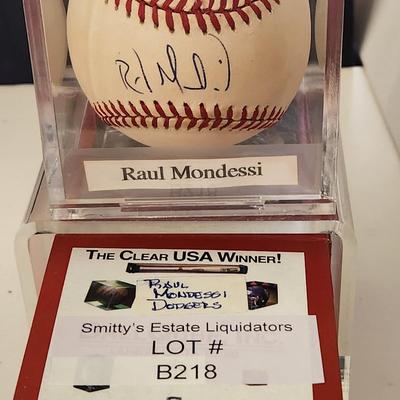 Raul Mondessi
THE CLEAR USA WINNER!
RAUL
MONDESSI
DODGERS
Smitty's Estate Liquidators
LOT #
B218